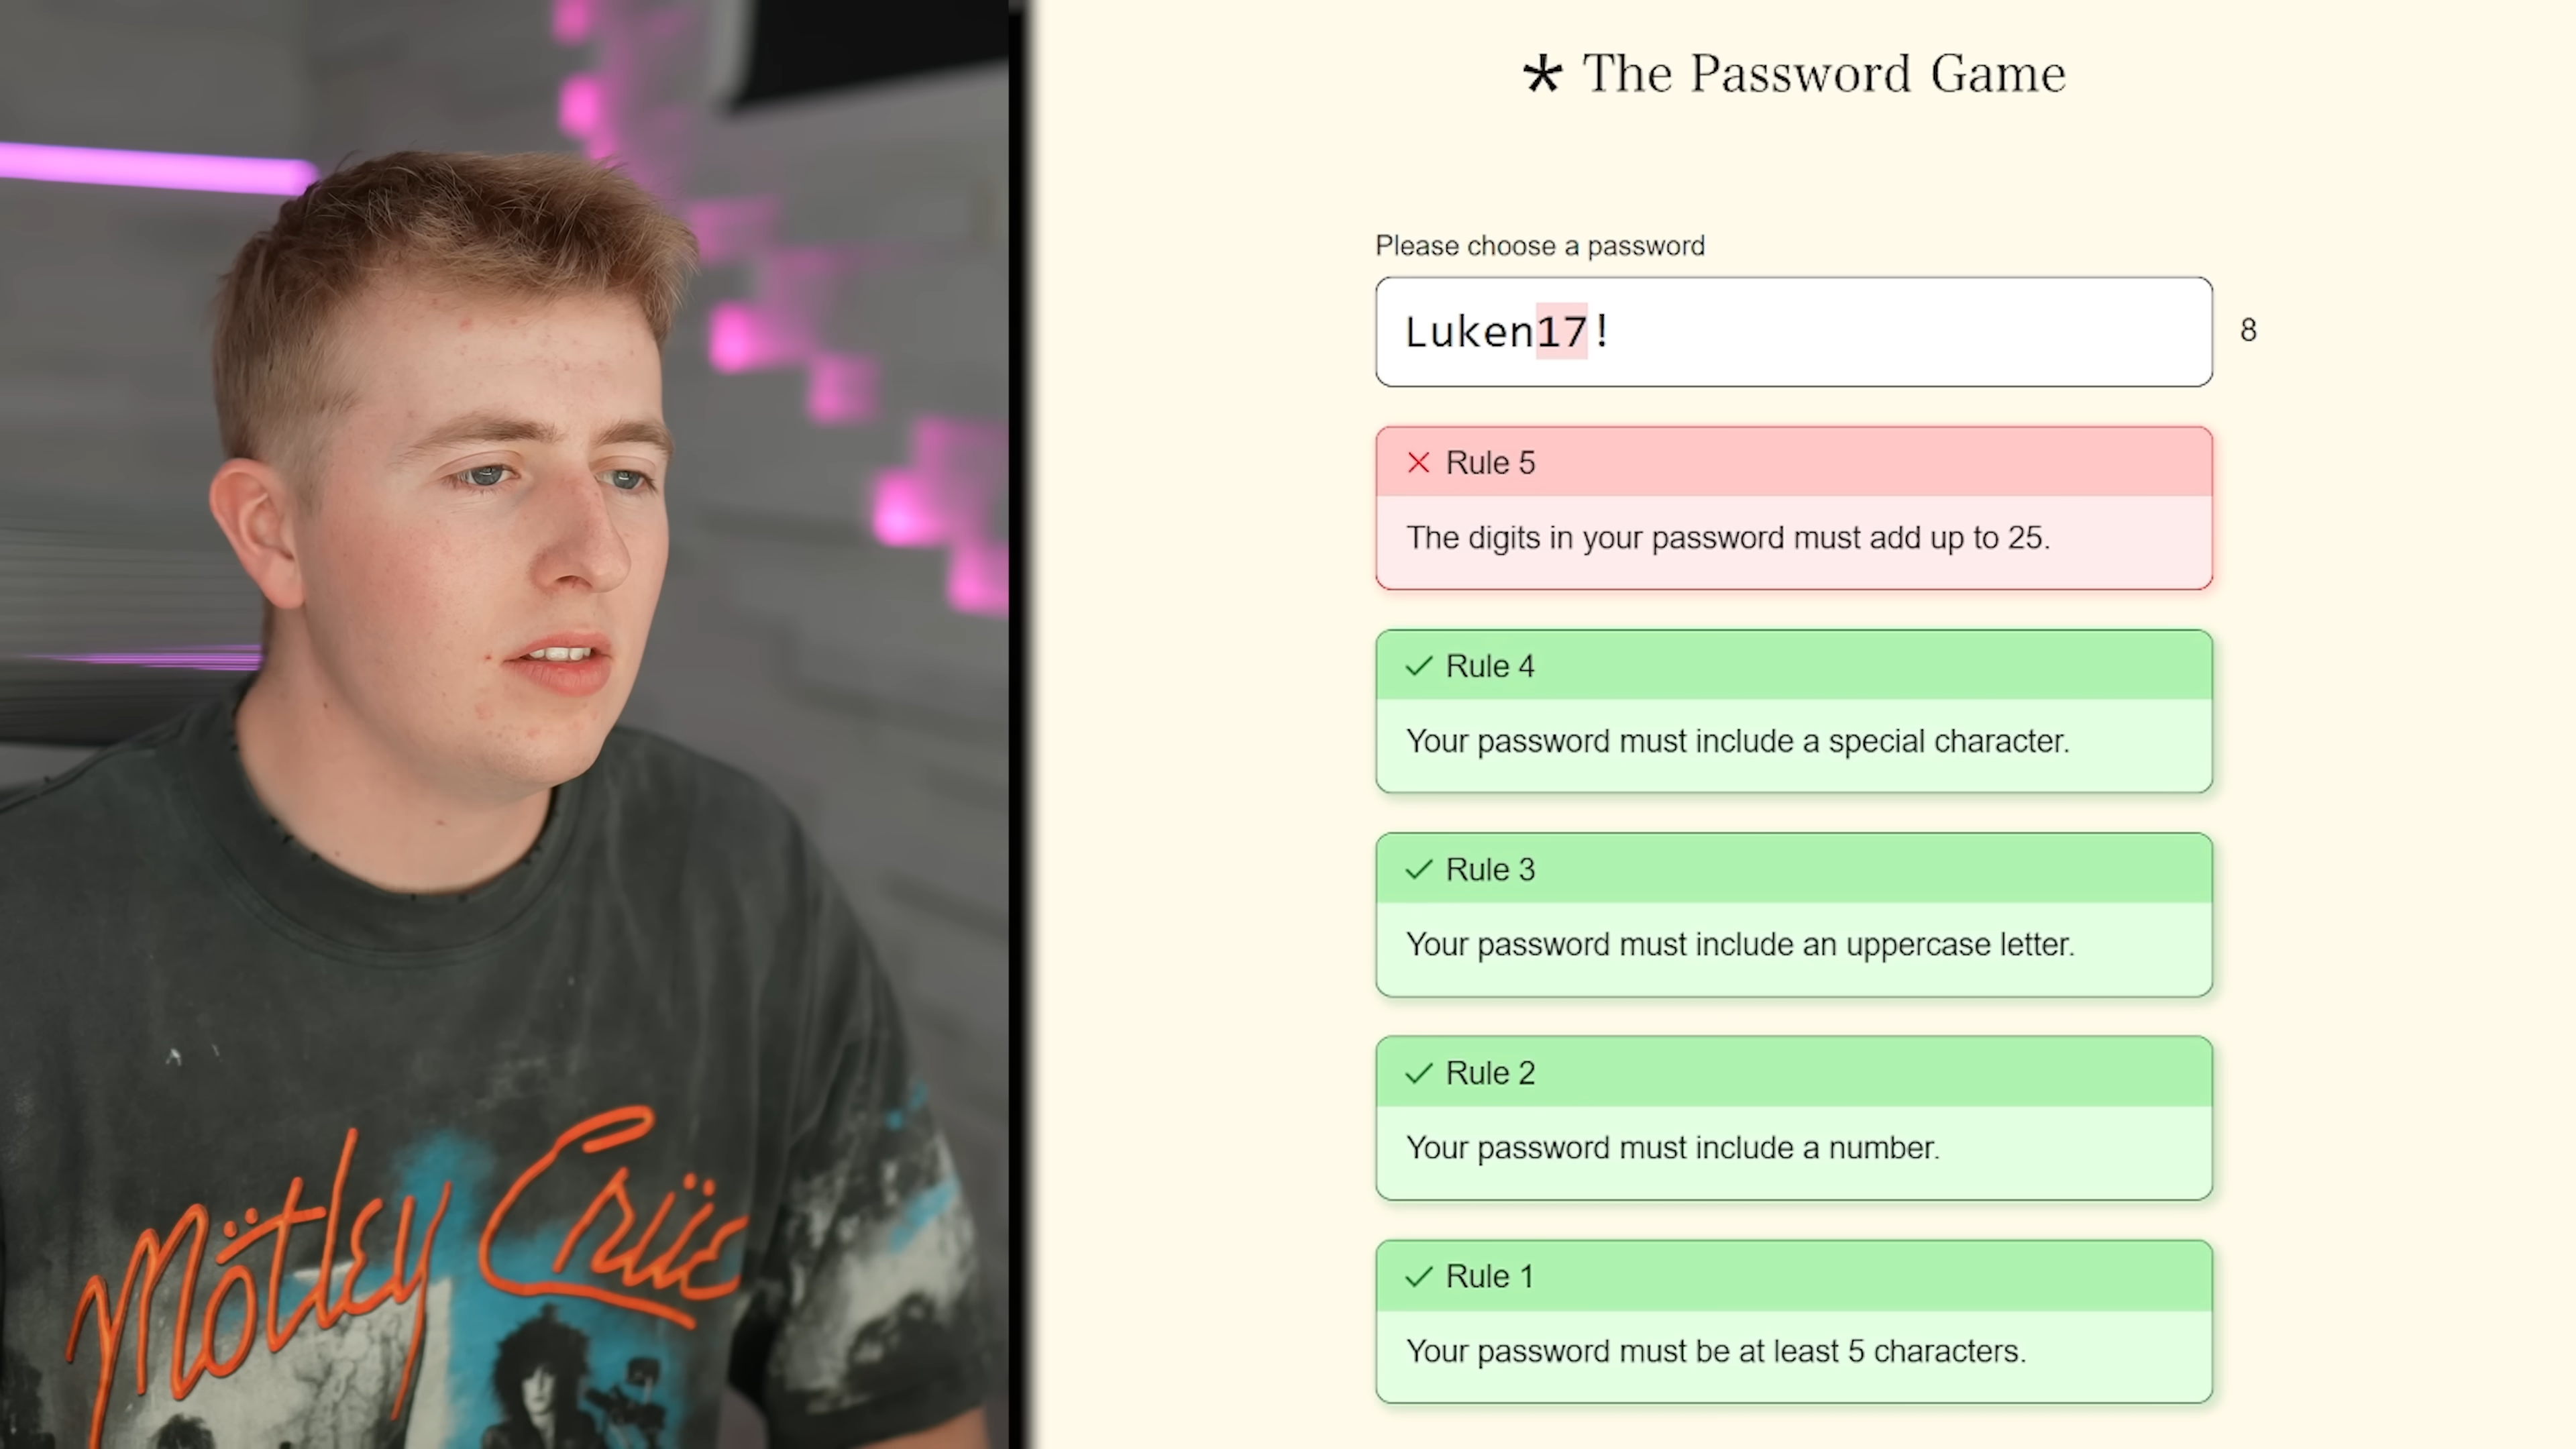 * The Password Game
Please choose a password
Luken17!
8
Rule 5
The digits in your password must add up to 25.
Rule 4
Your password must include a special character.
Rule 3
Your password must include an uppercase letter.
Rule 2
Your password must include a number.
Rule 1
Your password must be at least 5 characters.
Mötley Crüe